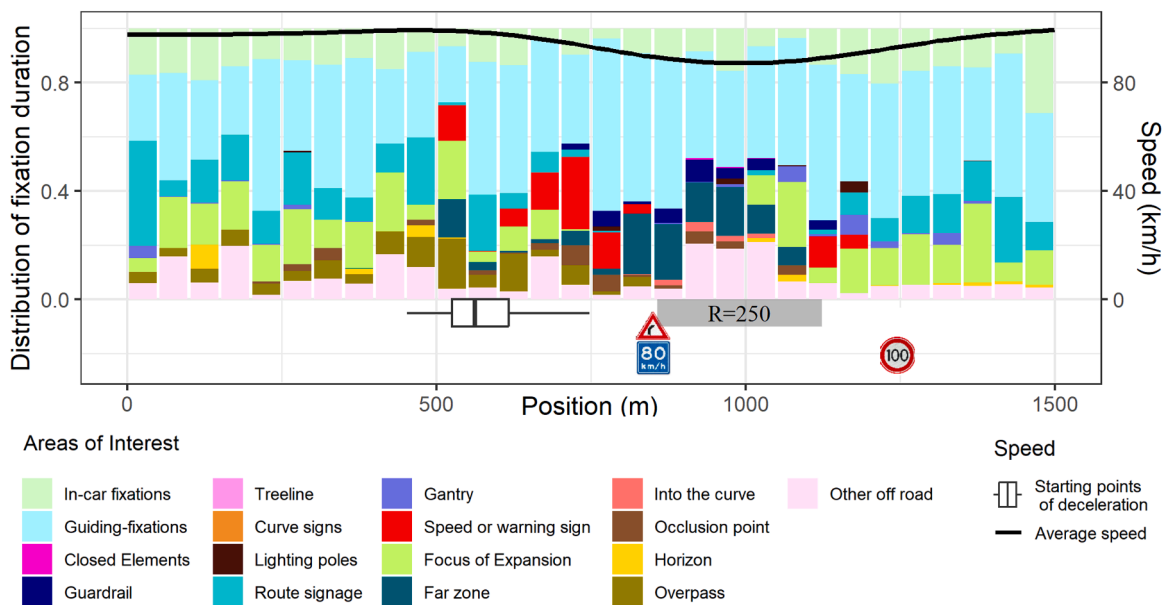 Distribution of fixation duration
0.8
0.4
0.0
80
40
0
Speed (km/h)
R=250
80
km/h
100
0
500
1000
1500
Position (m)
Areas of Interest
Speed
In-car fixations
Treeline
Gantry
Into the curve
Other off road
Starting points
of deceleration
Guiding-fixations
Curve signs
Speed or warning sign
Occlusion point
Average speed
Closed Elements
Lighting poles
Focus of Expansion
Horizon
Guardrail
Route signage
Far zone
Overpass